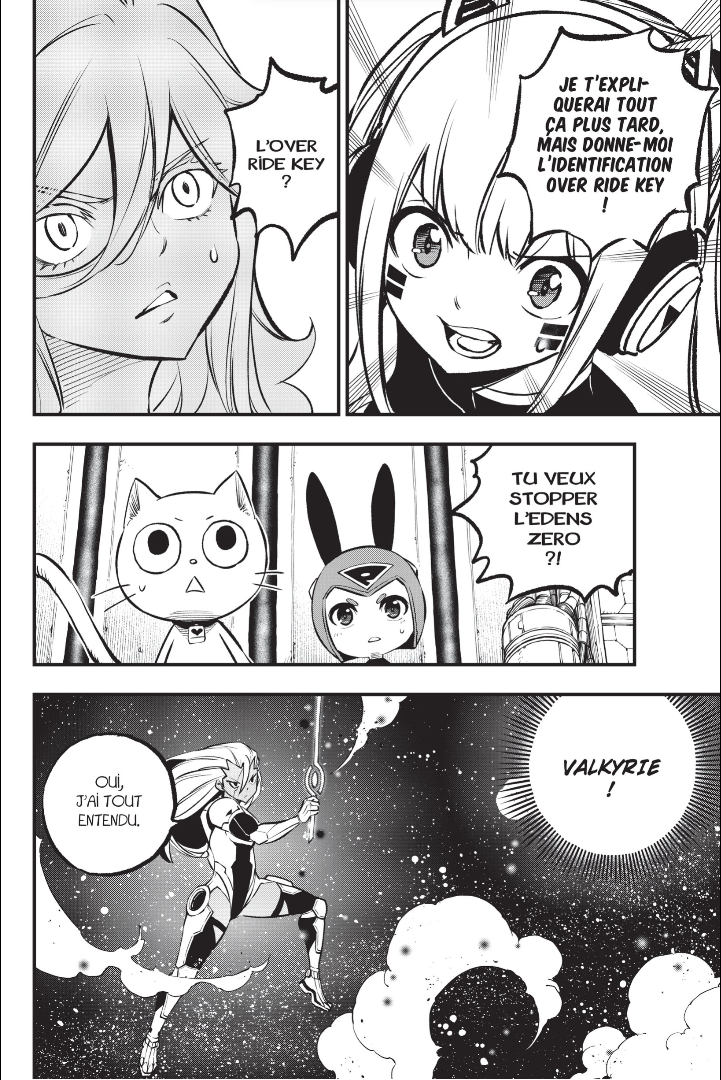 JE T'EXPLI-
QUERAI TOUT
ÇA PLUS TARD,
MAIS DONNE-MOI
L'IDENTIFICATION
OVER RIDE KEY
!
L'OVER
RIDE KEY
?
TU VEUX
STOPPER
L'EDENS
ZERO
?!
VALKYRIE
!
OUI,
J'AI TOUT
ENTENDU.